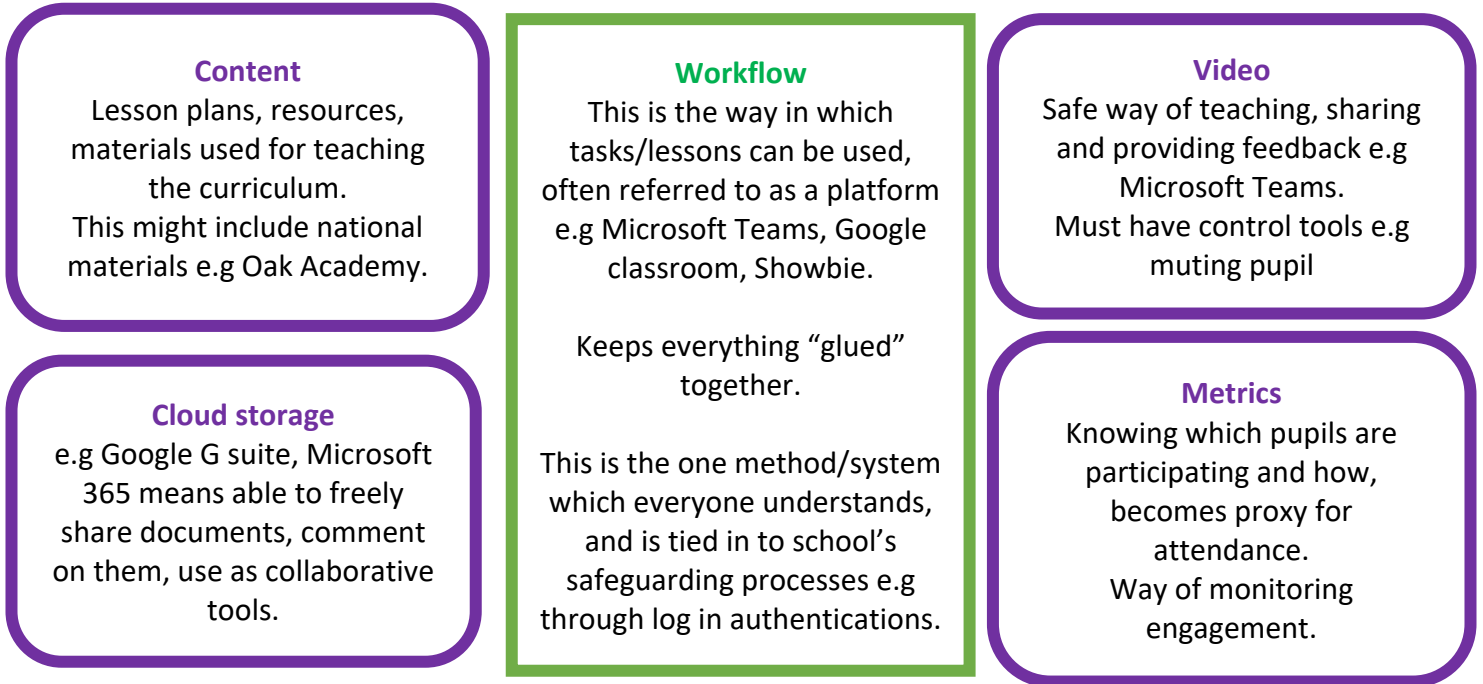 Content
Lesson plans, resources,
materials used for teaching
the curriculum.
This might include national
materials e.g Oak Academy.
Cloud storage
e.g Google G suite, Microsoft
365 means able to freely
share documents, comment
on them, use as collaborative
tools.
Workflow
This is the way in which
tasks/lessons can be used,
often referred to as a platform
e.g Microsoft Teams, Google
classroom, Showbie.
Keeps everything “glued”
together.
This is the one method/system
which everyone understands,
and is tied in to school’s
safeguarding processes e.g
through log in authentications.
Video
Safe way of teaching, sharing
and providing feedback e.g
Microsoft Teams.
Must have control tools e.g
muting pupil
Metrics
Knowing which pupils are
participating and how,
becomes proxy for
attendance.
Way of monitoring
engagement.